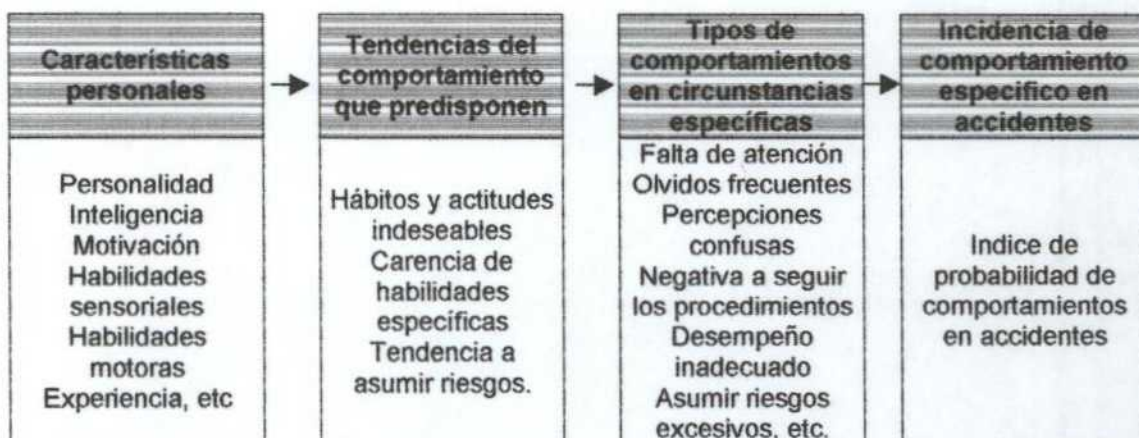 Características
personales
Personalidad
Inteligencia
Motivación
Habilidades
sensoriales
Habilidades
motoras
Experiencia, etc
Tendencias del
comportamiento
que predisponen
Hábitos y actitudes
indeseables
Carencia de
habilidades
específicas
Tendencia a
asumir riesgos.
Tipos de
comportamientos
en circunstancias
específicas
Falta de atención
Olvidos frecuentes
Percepciones
confusas
Negativa a seguir
los procedimientos
Desempeño
inadecuado
Asumir riesgos
excesivos, etc.
Incidencia de
comportamiento
especifico en
accidentes
Indice de
probabilidad de
comportamientos
en accidentes